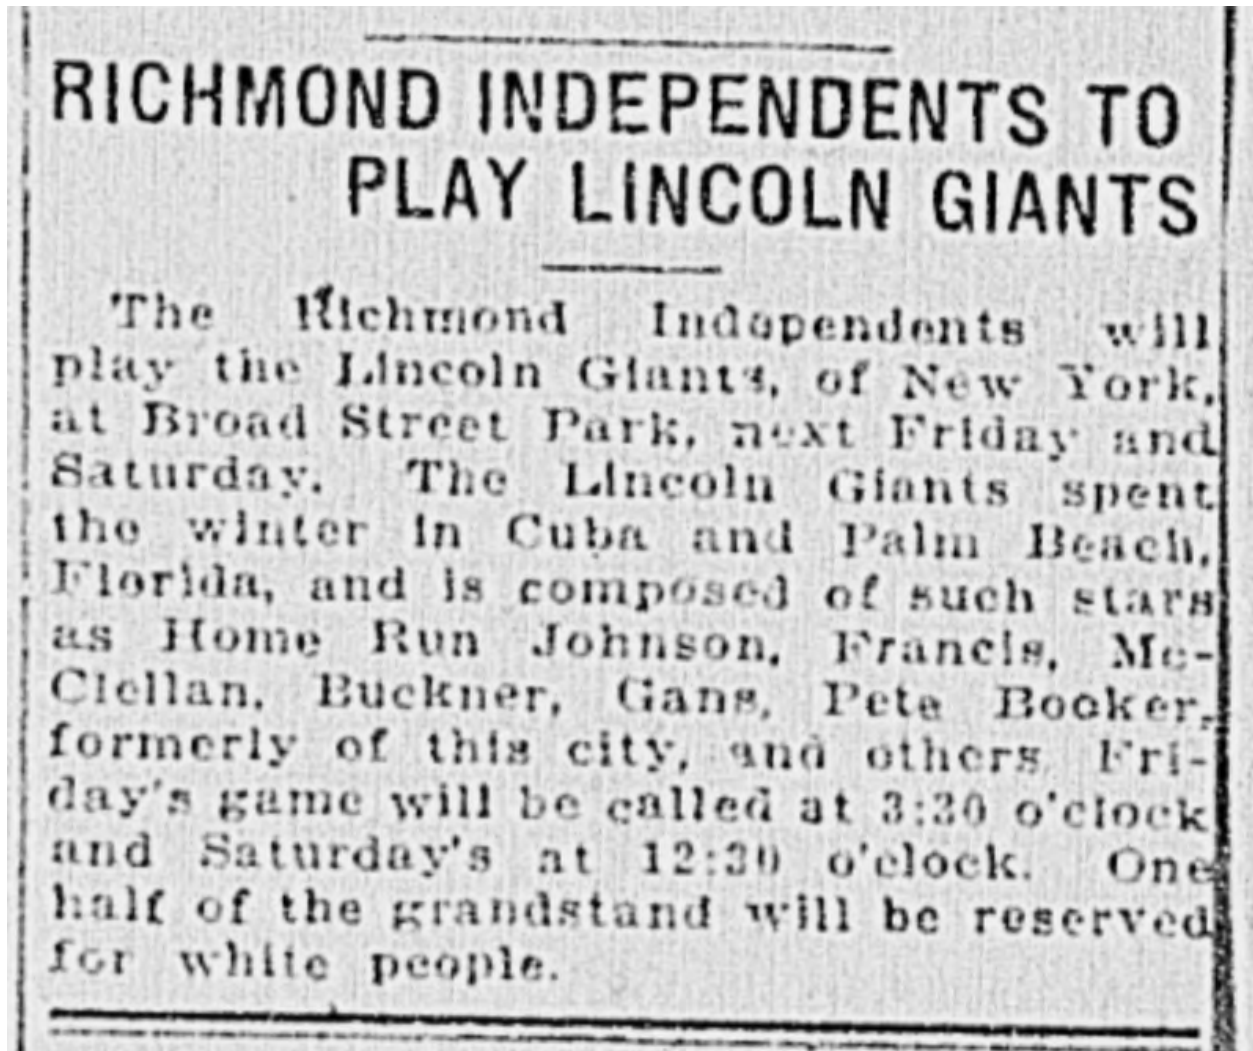 RICHMOND INDEPENDENTS TO
PLAY LINCOLN GIANTS
The Richmond Independents will
play the Lincoln Giants, of New York,
at Broad Street Park, next Friday and
Saturday. The Lincoln Giants spent
the winter in Cuba and Palm Beach,
Florida, and is composed of such stars
as Home Run Johnson, Francis, Mc-
Clellan, Buckner, Gans, Pete Booker,
formerly of this city, and others. Fri-
day's game will be called at 3:30 o'clock
and Saturday's at 12:30 o'clock. One
half of the grandstand will be reserved
for white people.